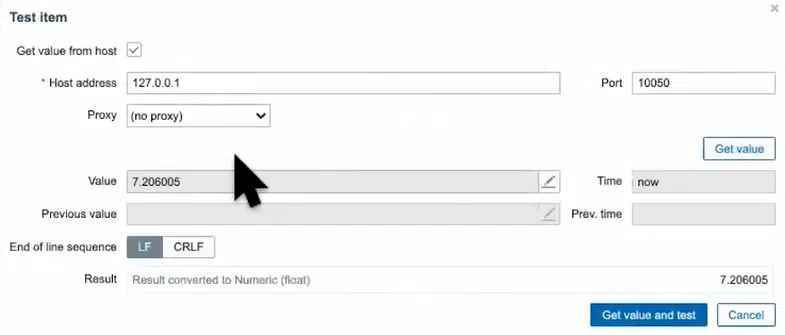 Test item
Get value from host
* Host address 127.0.0.1 Port 10050
Proxy (no proxy)
Get value
Value 7.206005 Time now
Previous value Prev. time
End of line sequence LF CRLF
Result Result converted to Numeric (float) 7.206005
Get value and test Cancel